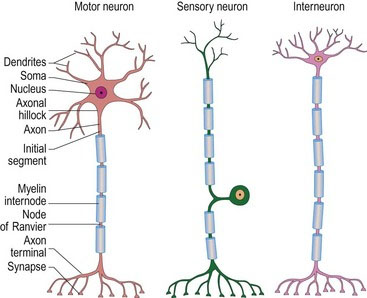 Motor neuron
Sensory neuron
Interneuron
Dendrites
Soma
Nucleus
Axonal
hillock
Axon
Initial
segment
Myelin
internode
Node
of Ranvier
Axon
terminal
Synapse